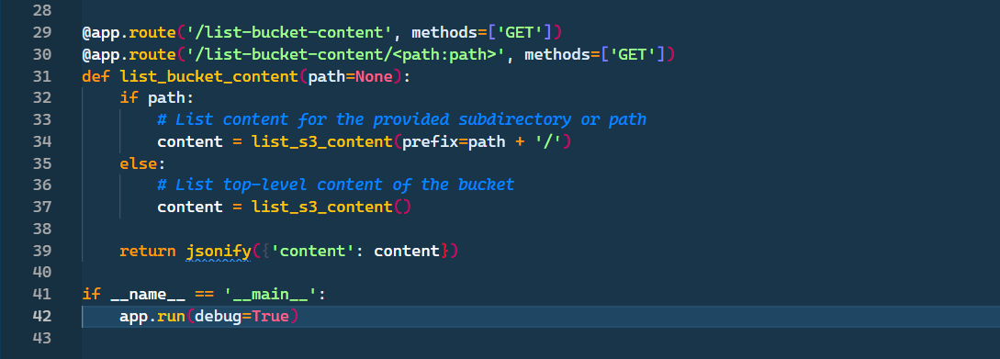 28
29 @app.route('/list-bucket-content', methods=['GET'])
30 @app.route('/list-bucket-content/<path:path>', methods=['GET'])
31 def list_bucket_content(path=None):
32     if path:
33         # List content for the provided subdirectory or path
34         content = list_s3_content(prefix=path + '/')
35     else:
36         # List top-level content of the bucket
37         content = list_s3_content()
38
39     return jsonify({'content': content})
40
41 if __name__ == '__main__':
42     app.run(debug=True)
43